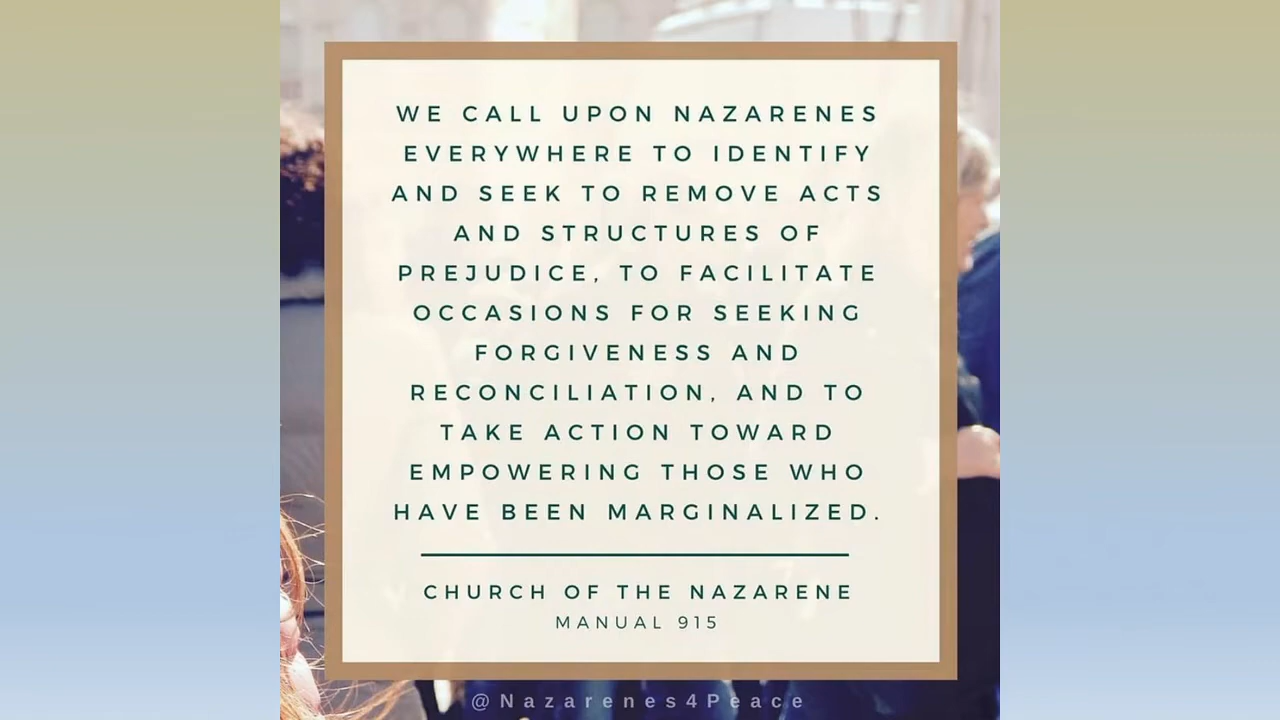 WE CALL UPON NAZARENES
EVERYWHERE TO IDENTIFY
AND SEEK TO REMOVE ACTS
AND STRUCTURES OF
PREJUDICE, TO FACILITATE
OCCASIONS FOR SEEKING
FORGIVENESS AND
RECONCILIATION, AND TO
TAKE ACTION TOWARD
EMPOWERING THOSE WHO
HAVE BEEN MARGINALIZED.
CHURCH OF THE NAZARENE
MANUAL 915
@Nazarenes4Peace